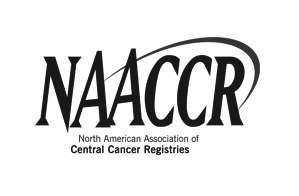 NAACCR
North American Association of
Central Cancer Registries